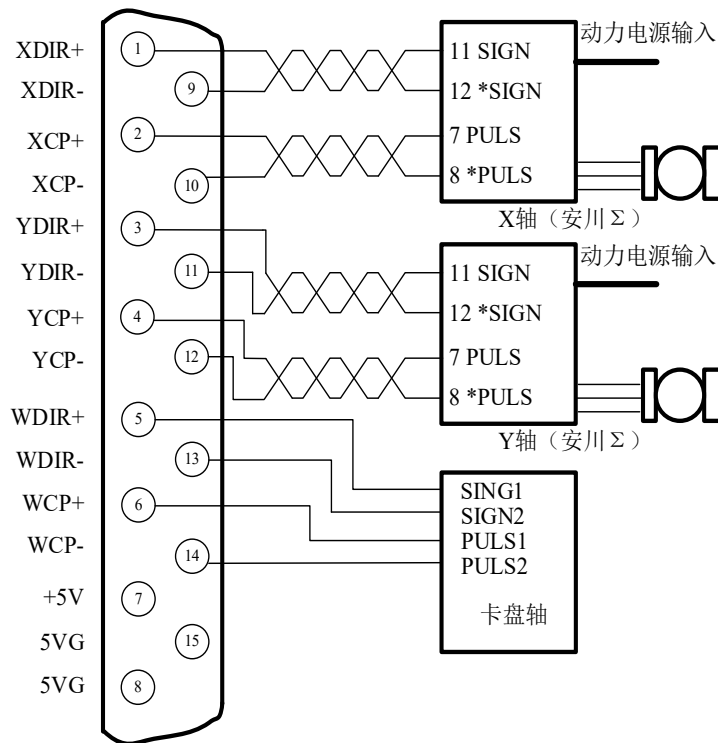 XDIR+
1
XDIR-
9
XCP+
2
XCP-
10
YDIR+
3
YDIR-
11
YCP+
4
YCP-
12
WDIR+
5
WDIR-
13
WCP+
6
WCP-
14
+5V
7
5VG
15
5VG
8
11 SIGN
12 *SIGN
7 PULS
8 *PULS
动力电源输入
X轴（安川Σ）
11 SIGN
12 *SIGN
7 PULS
8 *PULS
动力电源输入
Y轴（安川Σ）
SING1
SIGN2
PULS1
PULS2
卡盘轴